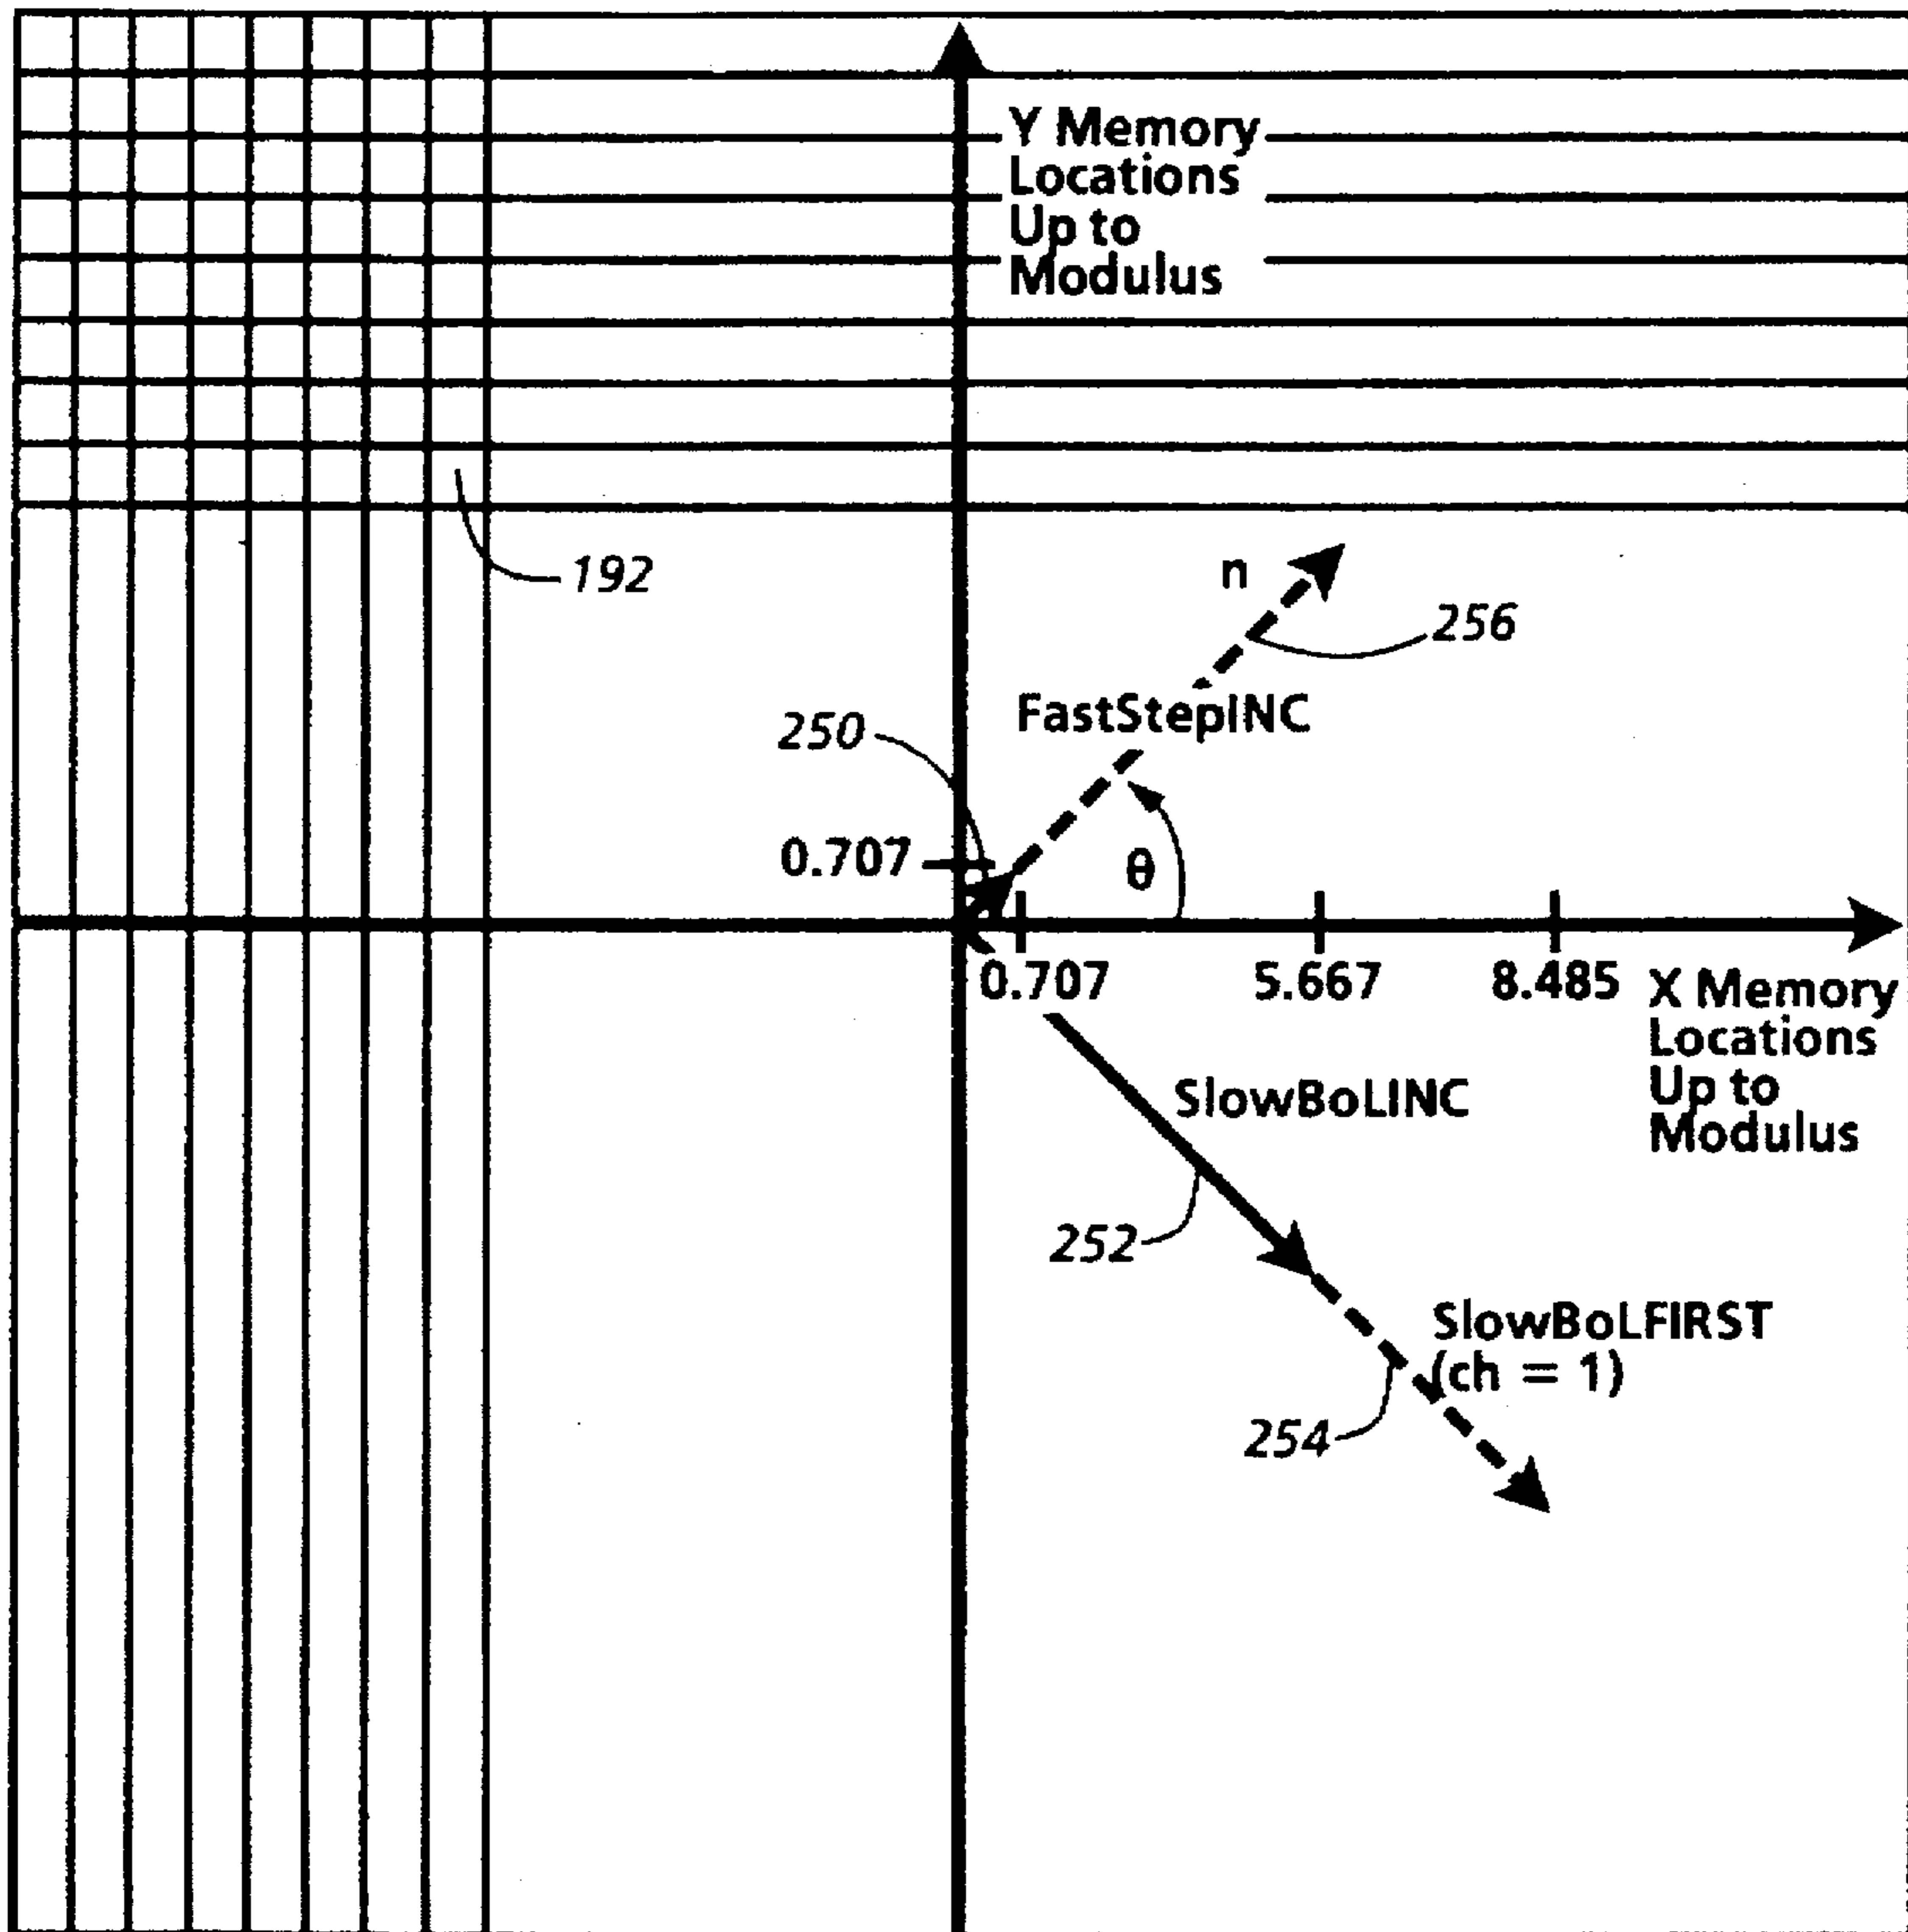 Y Memory
Locations
Up to
Modulus
192
n
256
FastStepINC
250
0.707
θ
0.707
5.667
8.485
X Memory
Locations
Up to
Modulus
SlowBoLINC
252
SlowBoLFIRST
(ch = 1)
254